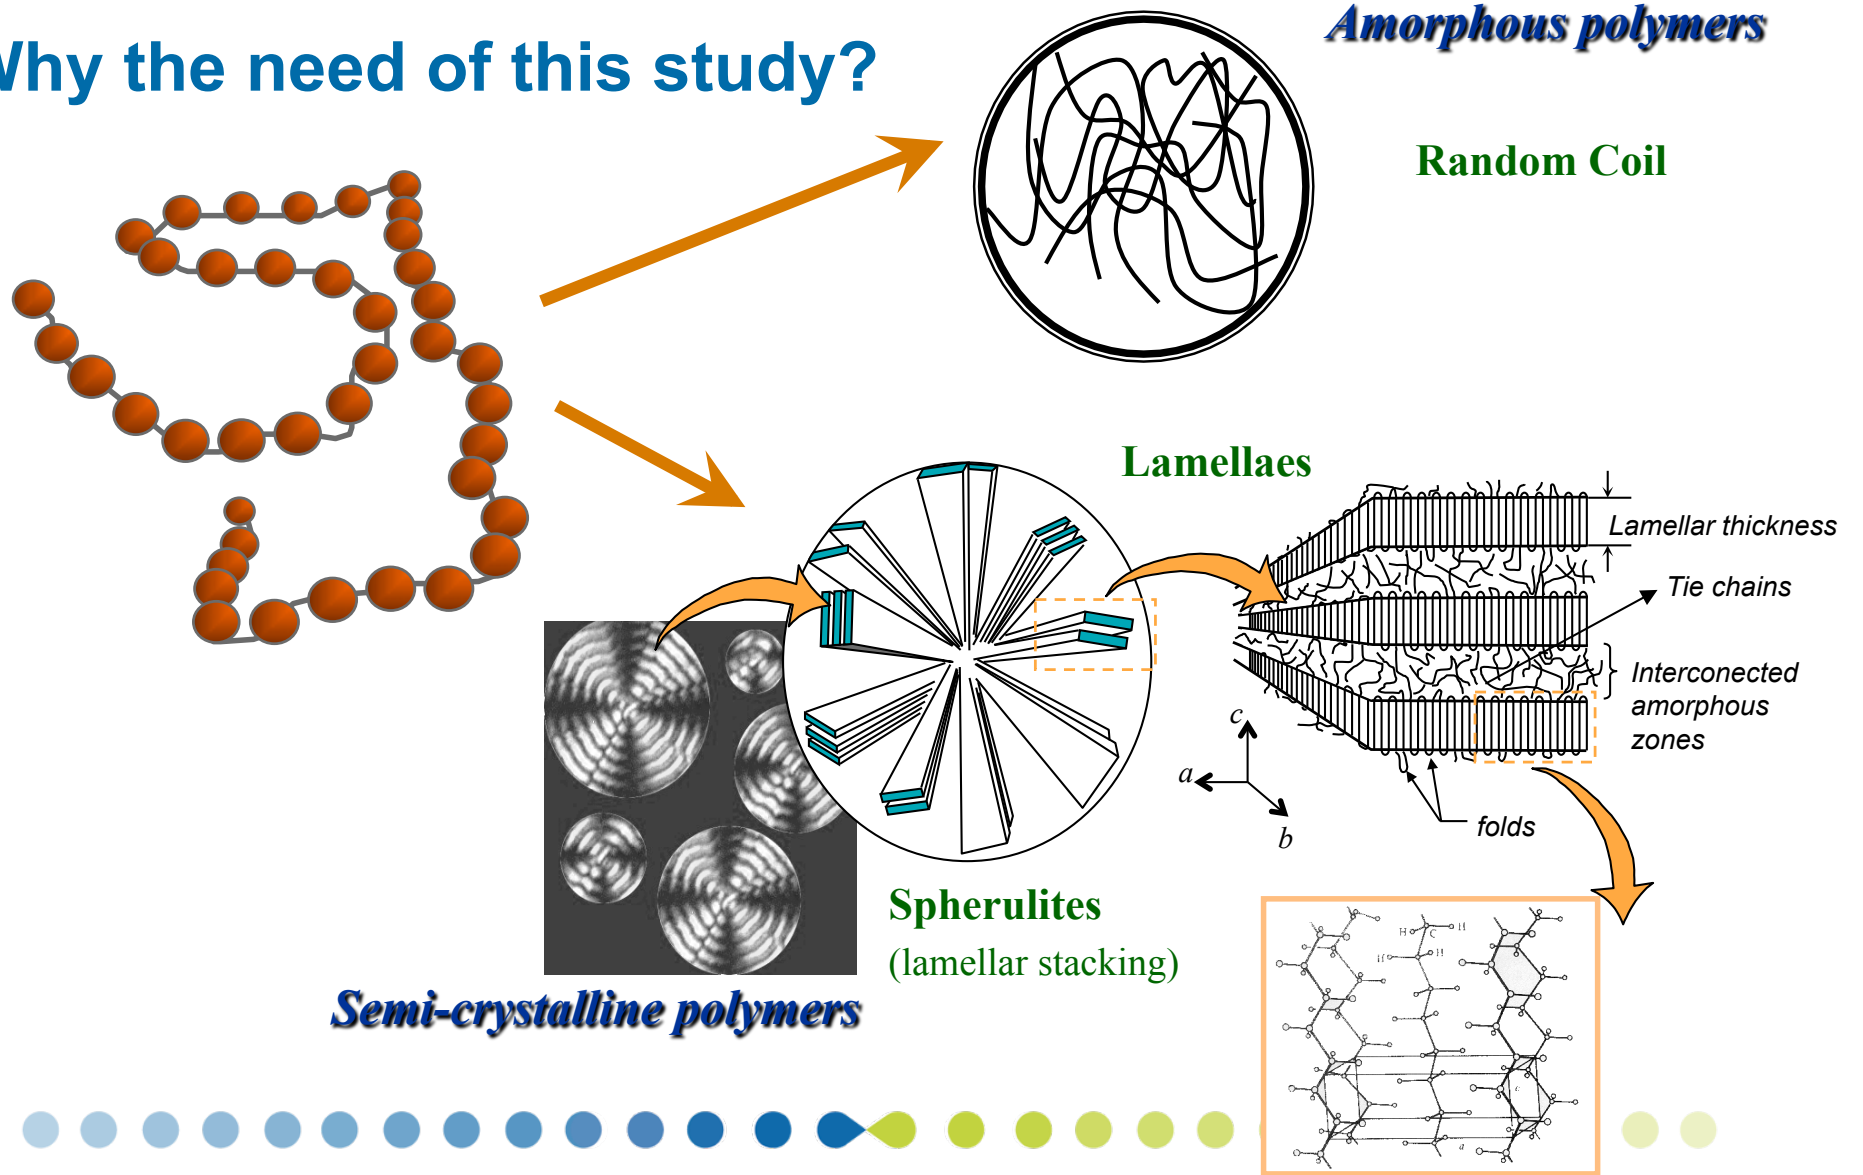 Why the need of this study?
Amorphous polymers
Random Coil
Lamellaes
Lamellar thickness
Tie chains
Interconected
amorphous
zones
folds
c
a
b
Spherulites
(lamellar stacking)
Semi-crystalline polymers
H C H
H H
c
a